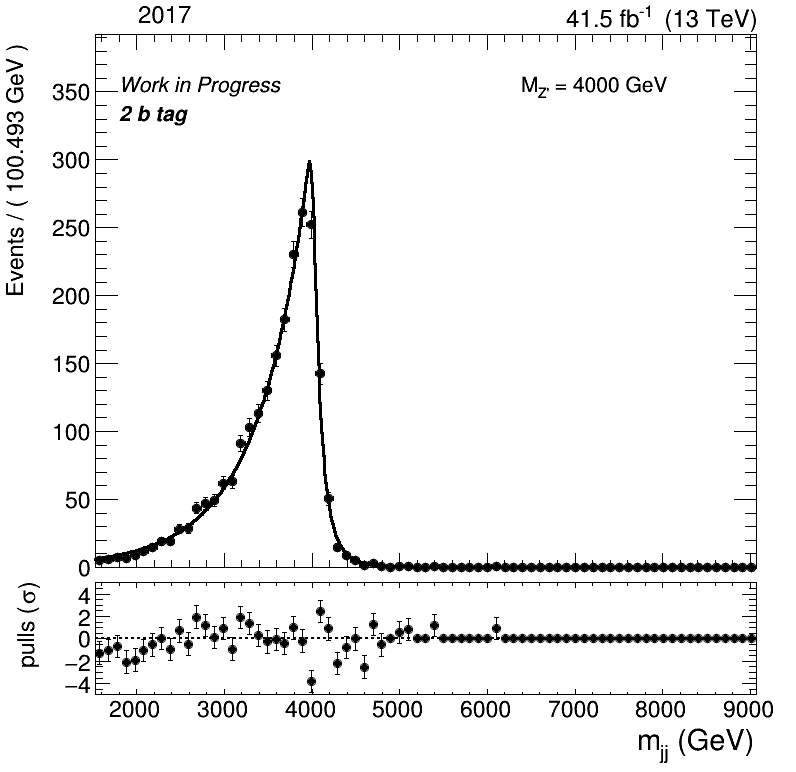 2017
41.5 fb⁻¹ (13 TeV)
Events / ( 100.493 GeV )
Work in Progress
2 b tag
M_Z' = 4000 GeV
350
300
250
200
150
100
50
0
pulls (σ)
4
2
0
−2
−4
2000 3000 4000 5000 6000 7000 8000 9000
m_jj (GeV)